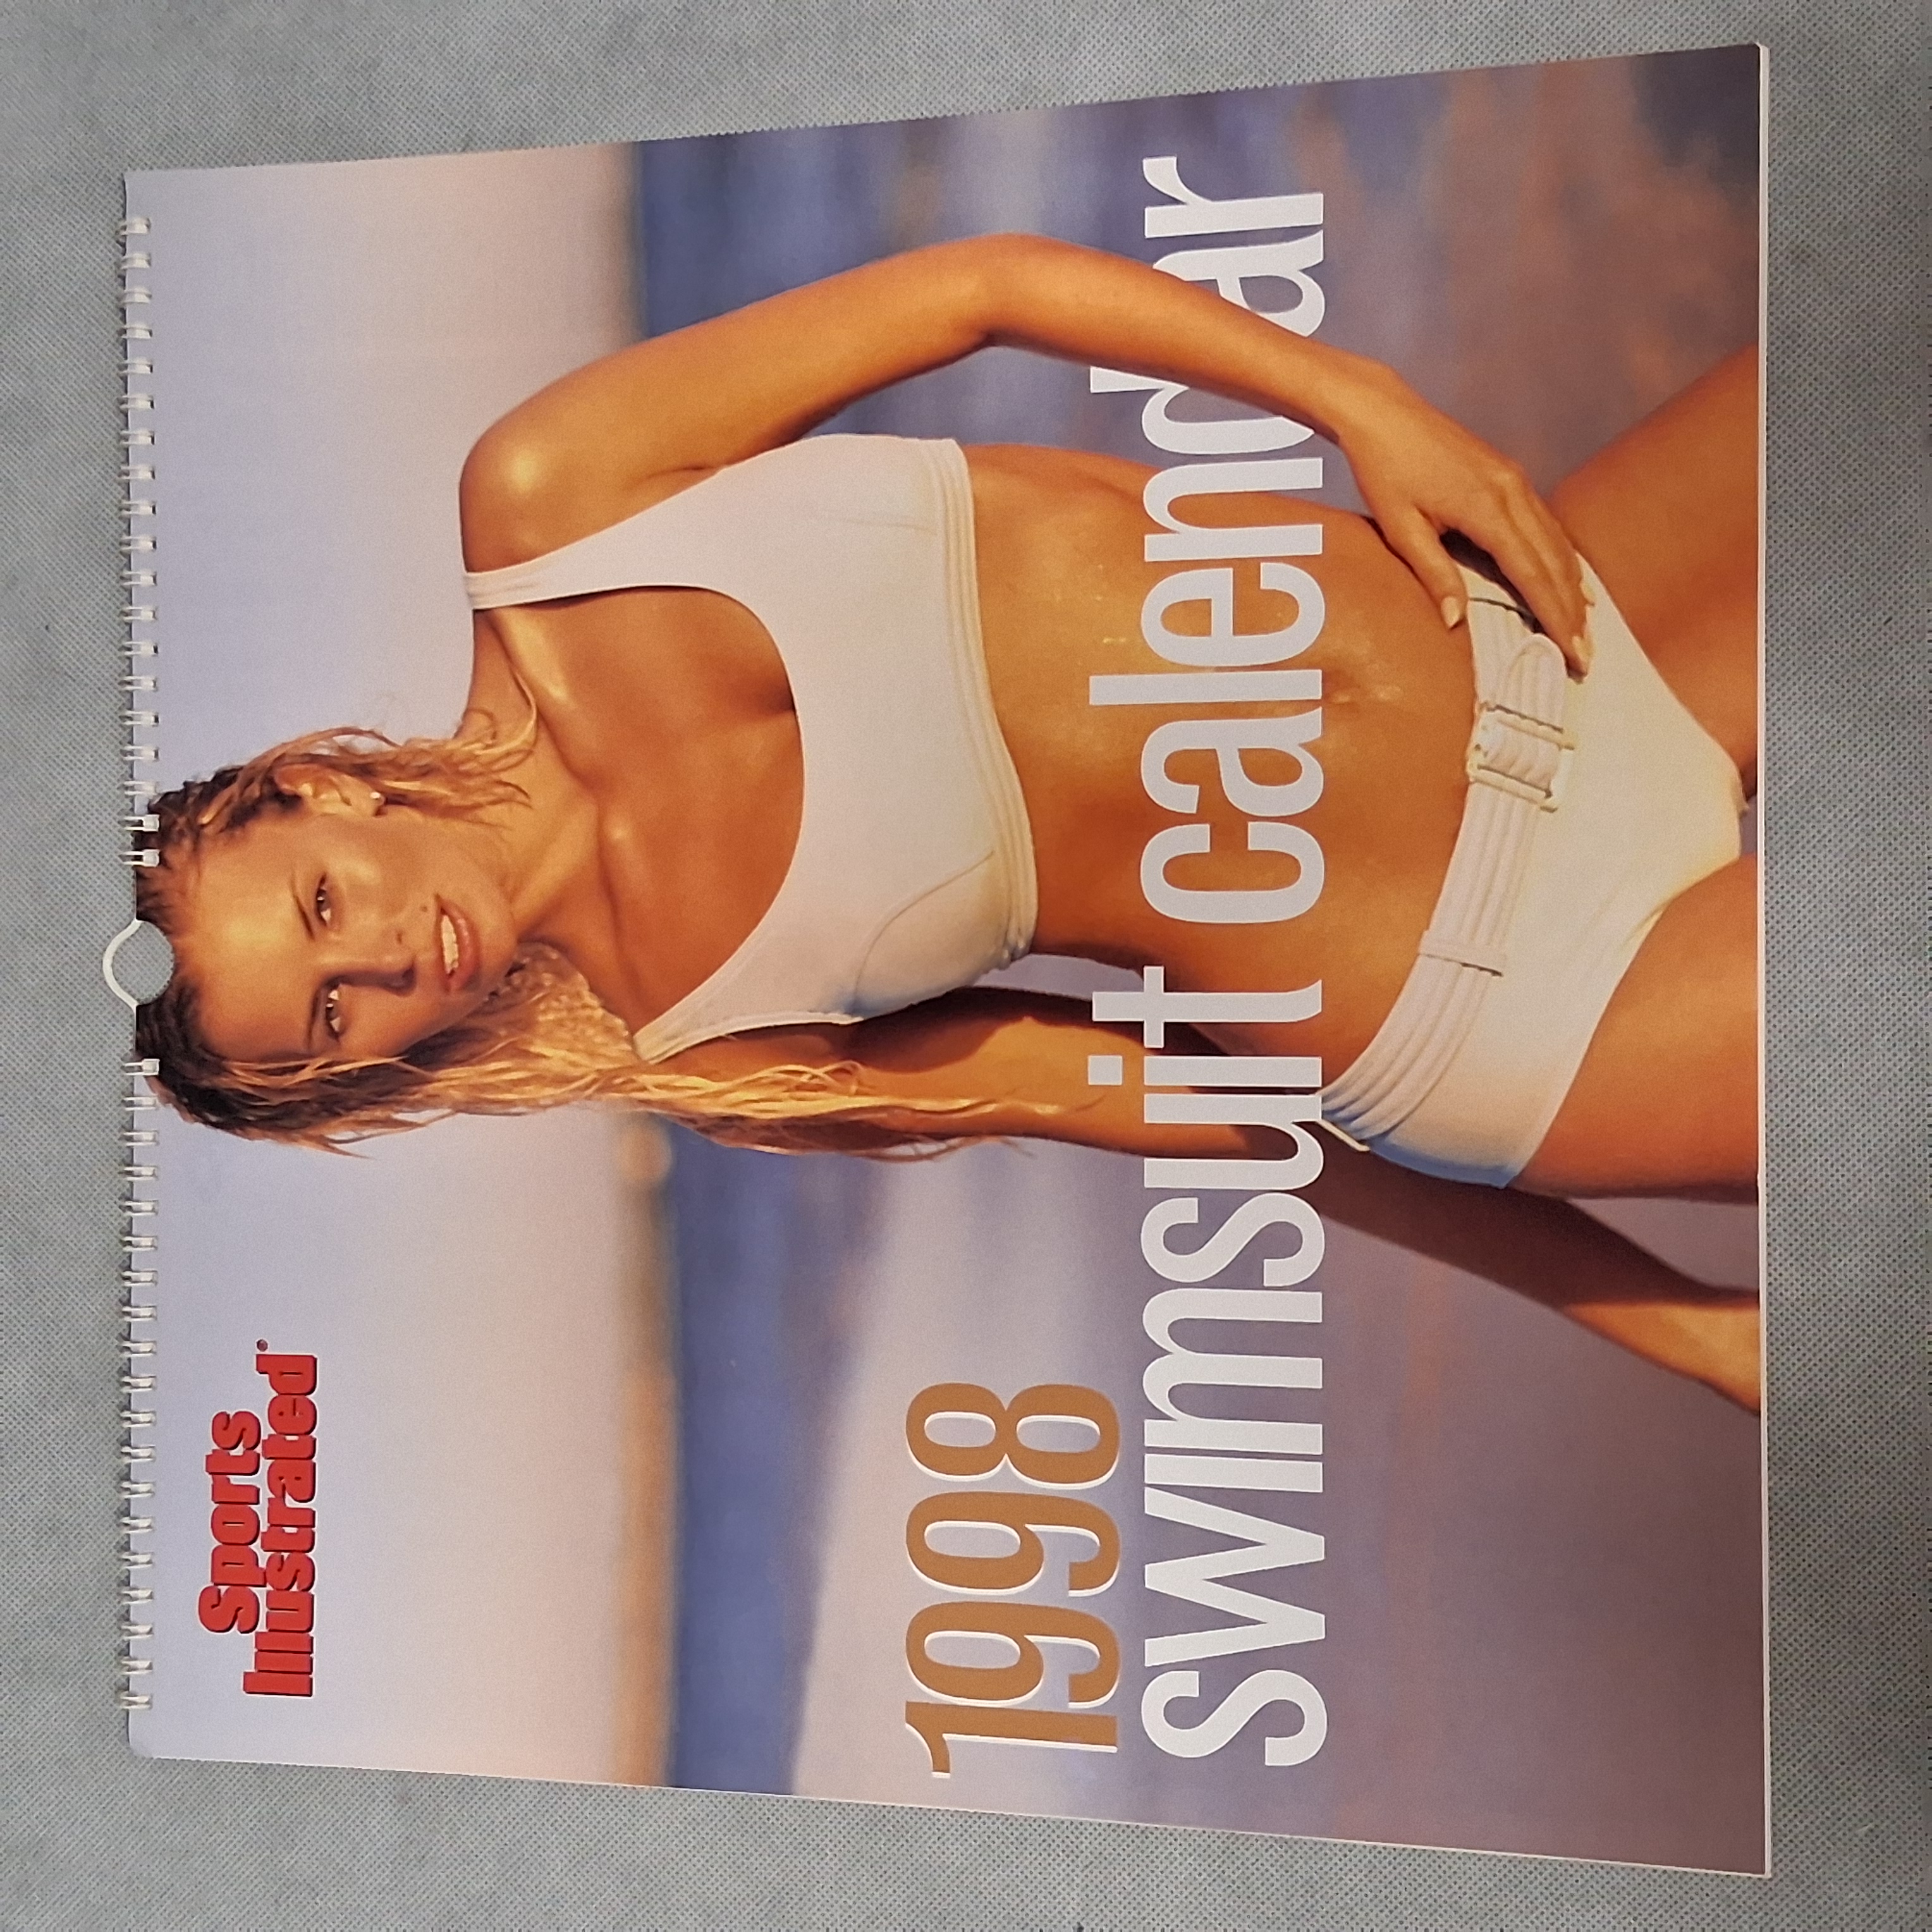 Sports
Illustrated®
1998
swimsuit calendar